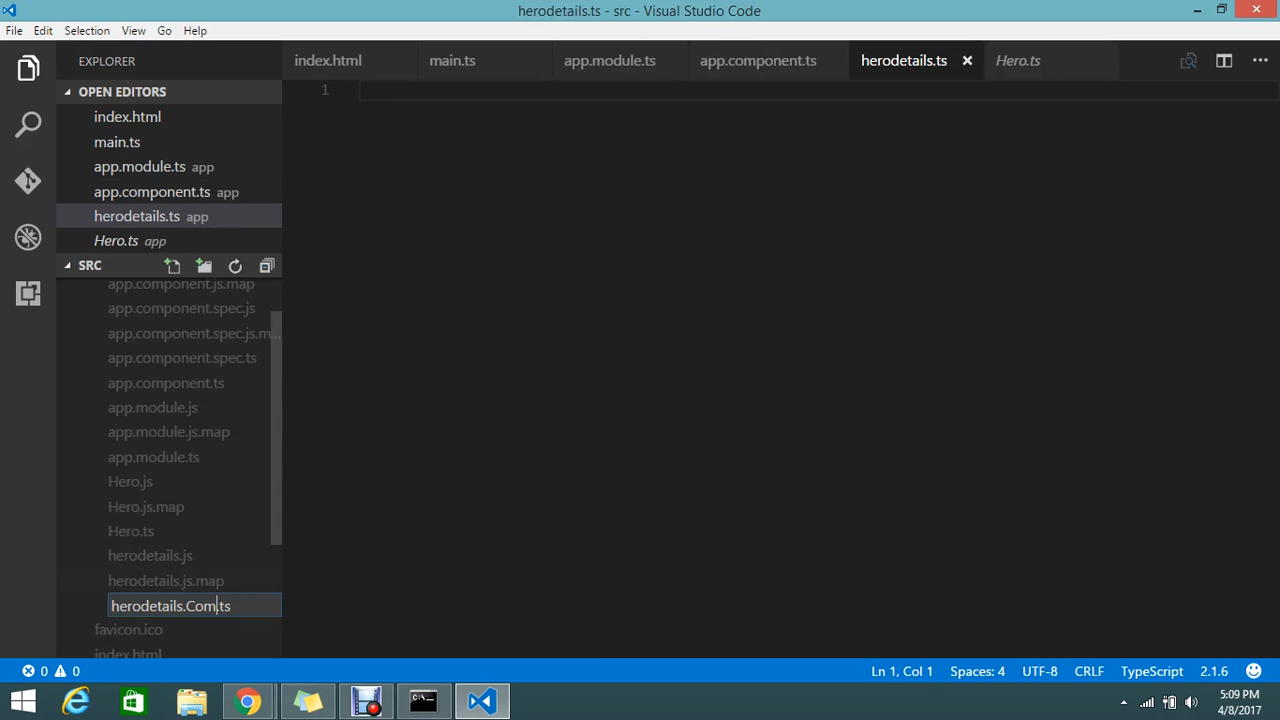 herodetails.ts - src - Visual Studio Code
File Edit Selection View Go Help
EXPLORER
OPEN EDITORS
index.html
main.ts
app.module.ts app
app.component.ts app
herodetails.ts app
Hero.ts app
SRC
app.component.js.map
app.component.spec.js
app.component.spec.js.m...
app.component.spec.ts
app.component.ts
app.module.js
app.module.js.map
app.module.ts
Hero.js
Hero.js.map
Hero.ts
herodetails.js
herodetails.js.map
herodetails.Com.ts
favicon.ico
index.html
index.html main.ts app.module.ts app.component.ts herodetails.ts Hero.ts
1
0 0 Ln 1, Col 1 Spaces: 4 UTF-8 CRLF TypeScript 2.1.6
5:09 PM
4/8/2017